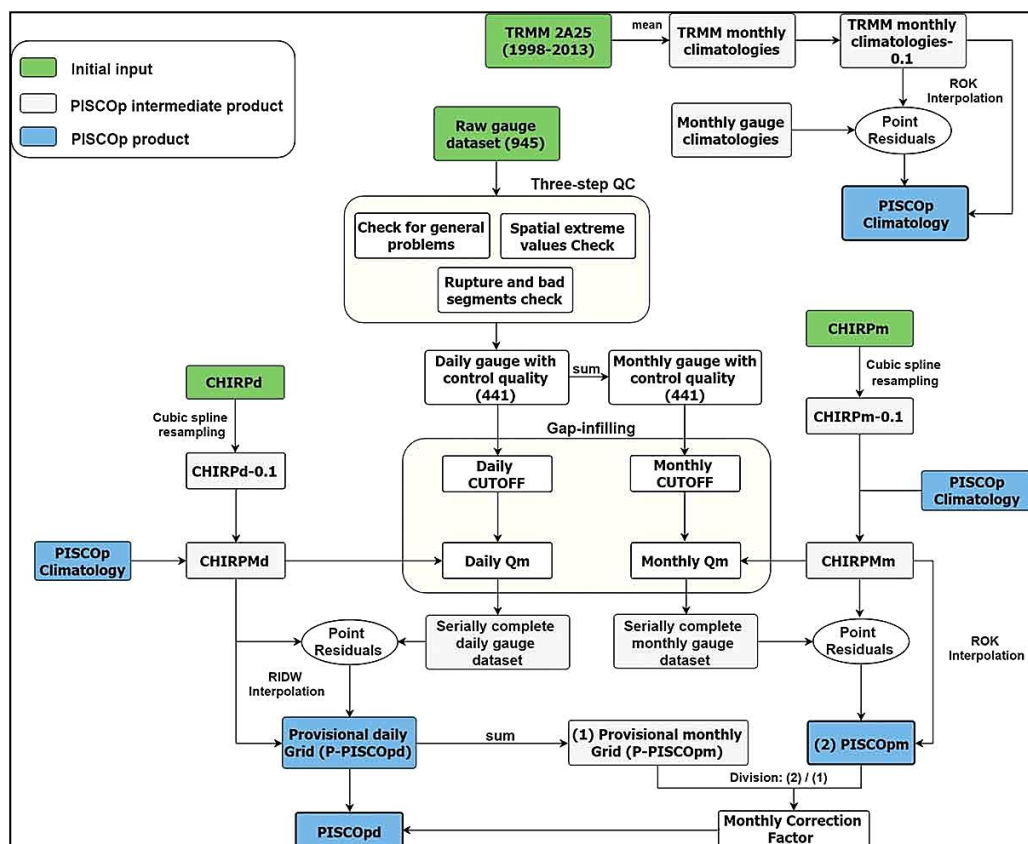 Initial input
PISCOp intermediate product
PISCOp product
TRMM 2A25
(1998-2013)
mean
TRMM monthly
climatologies
TRMM monthly
climatologies-
0.1
ROK
Interpolation
Monthly gauge
climatologies
Point
Residuals
PISCOp
Climatology
Raw gauge
dataset (945)
Three-step QC
Check for general
problems
Spatial extreme
values Check
Rupture and bad
segments check
Daily gauge with
control quality
(441)
sum
Monthly gauge with
control quality
(441)
CHIRPm
Cubic spline
resampling
CHIRPm-0.1
CHIRPd
Cubic spline
resampling
CHIRPd-0.1
Gap-infilling
Daily
CUTOFF
Monthly
CUTOFF
PISCOp
Climatology
PISCOp
Climatology
CHIRPMd
Daily Qm
Monthly Qm
CHIRPMm
Point
Residuals
Serially complete
daily gauge
dataset
Serially complete
monthly gauge
dataset
Point
Residuals
ROK
Interpolation
RIDW
Interpolation
Provisional daily
Grid (P-PISCOpd)
sum
(1) Provisional monthly
Grid (P-PISCOpm)
(2) PISCOpm
Division: (2) / (1)
PISCOpd
Monthly Correction
Factor